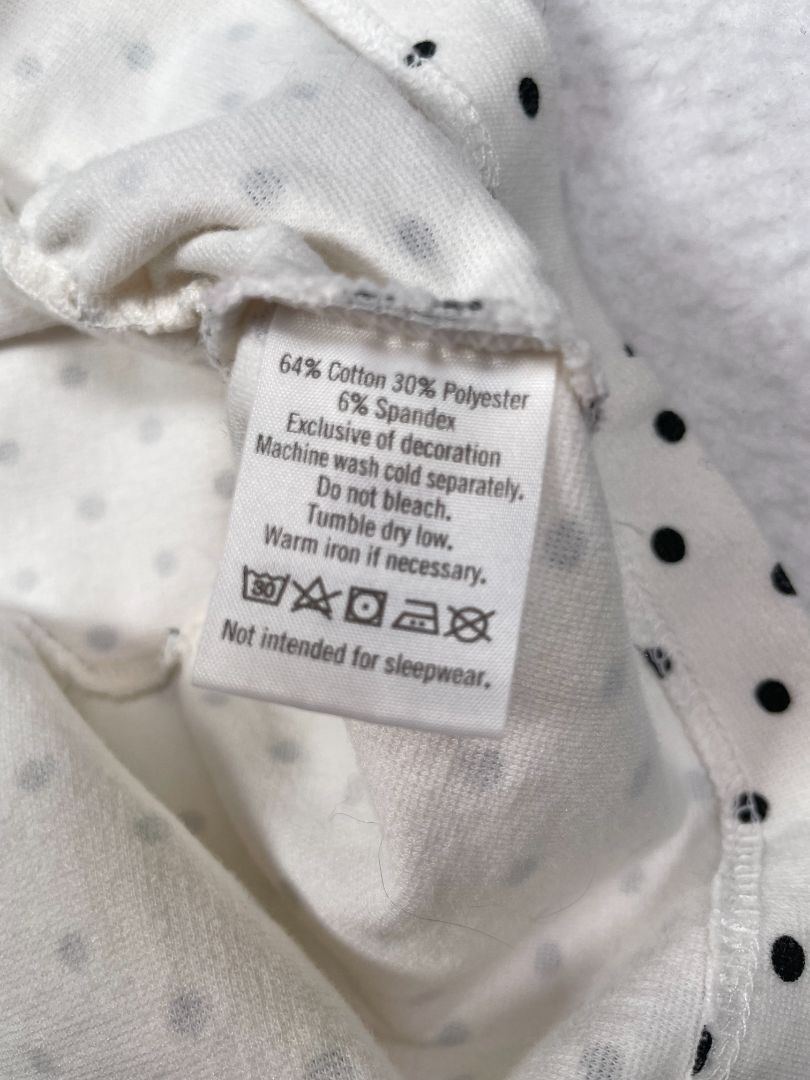 64% Cotton 30% Polyester
6% Spandex
Exclusive of decoration
Machine wash cold separately.
Do not bleach.
Tumble dry low.
Warm iron if necessary.
30
Not intended for sleepwear.